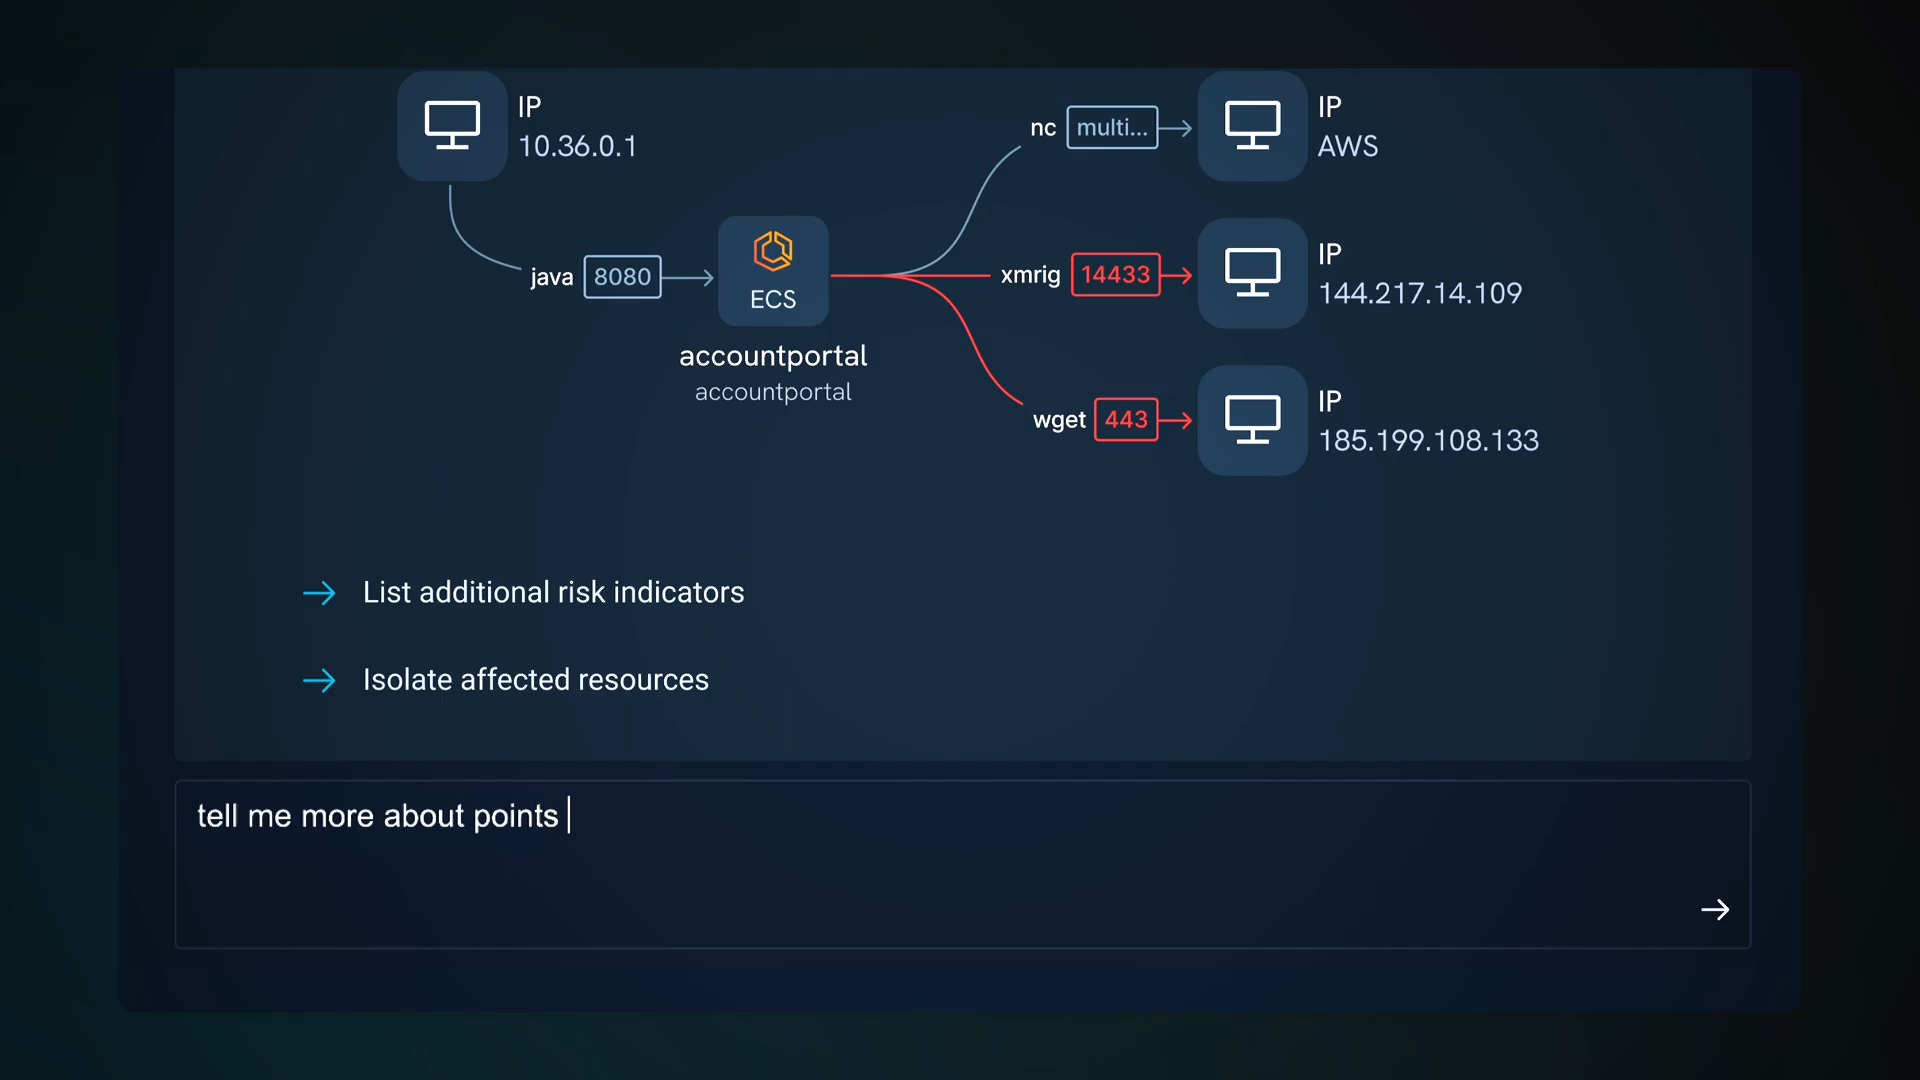 IP
10.36.0.1
nc multi...
IP
AWS
java 8080
ECS
accountportal
accountportal
xmrig 14433
IP
144.217.14.109
wget 443
IP
185.199.108.133
List additional risk indicators
Isolate affected resources
tell me more about points